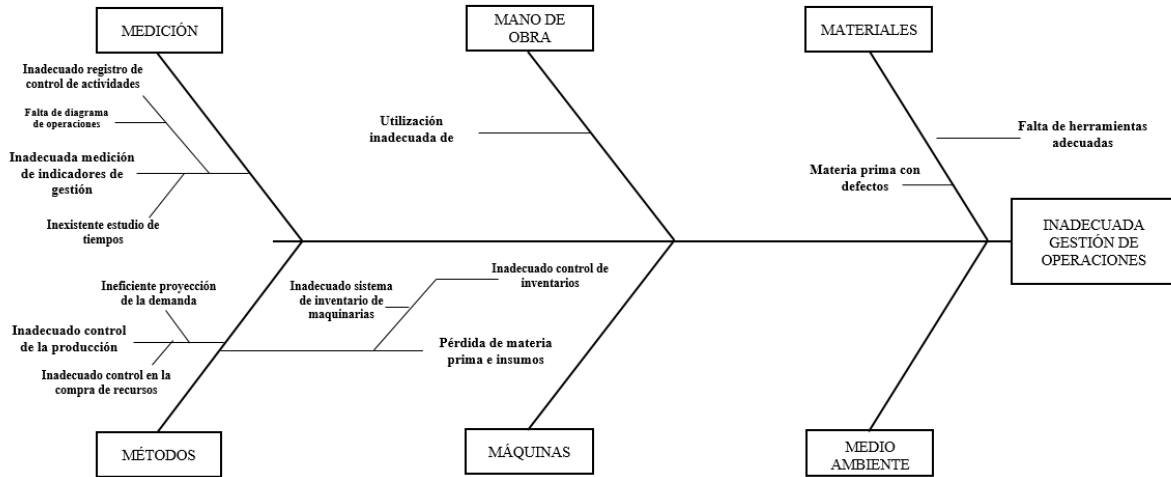 MEDICIÓN
MANO DE
OBRA
MATERIALES
Inadecuado registro de
control de actividades
Falta de diagrama
de operaciones
Inadecuada medición
de indicadores de
gestión
Inexistente estudio de
tiempos
Utilización
inadecuada de
Falta de herramientas
adecuadas
Materia prima con
defectos
INADECUADA
GESTIÓN DE
OPERACIONES
Ineficiente proyección
de la demanda
Inadecuado control
de la producción
Inadecuado control en la
compra de recursos
Inadecuado sistema
de inventario de
maquinarias
Inadecuado control de
inventarios
Pérdida de materia
prima e insumos
MÉTODOS
MÁQUINAS
MEDIO
AMBIENTE